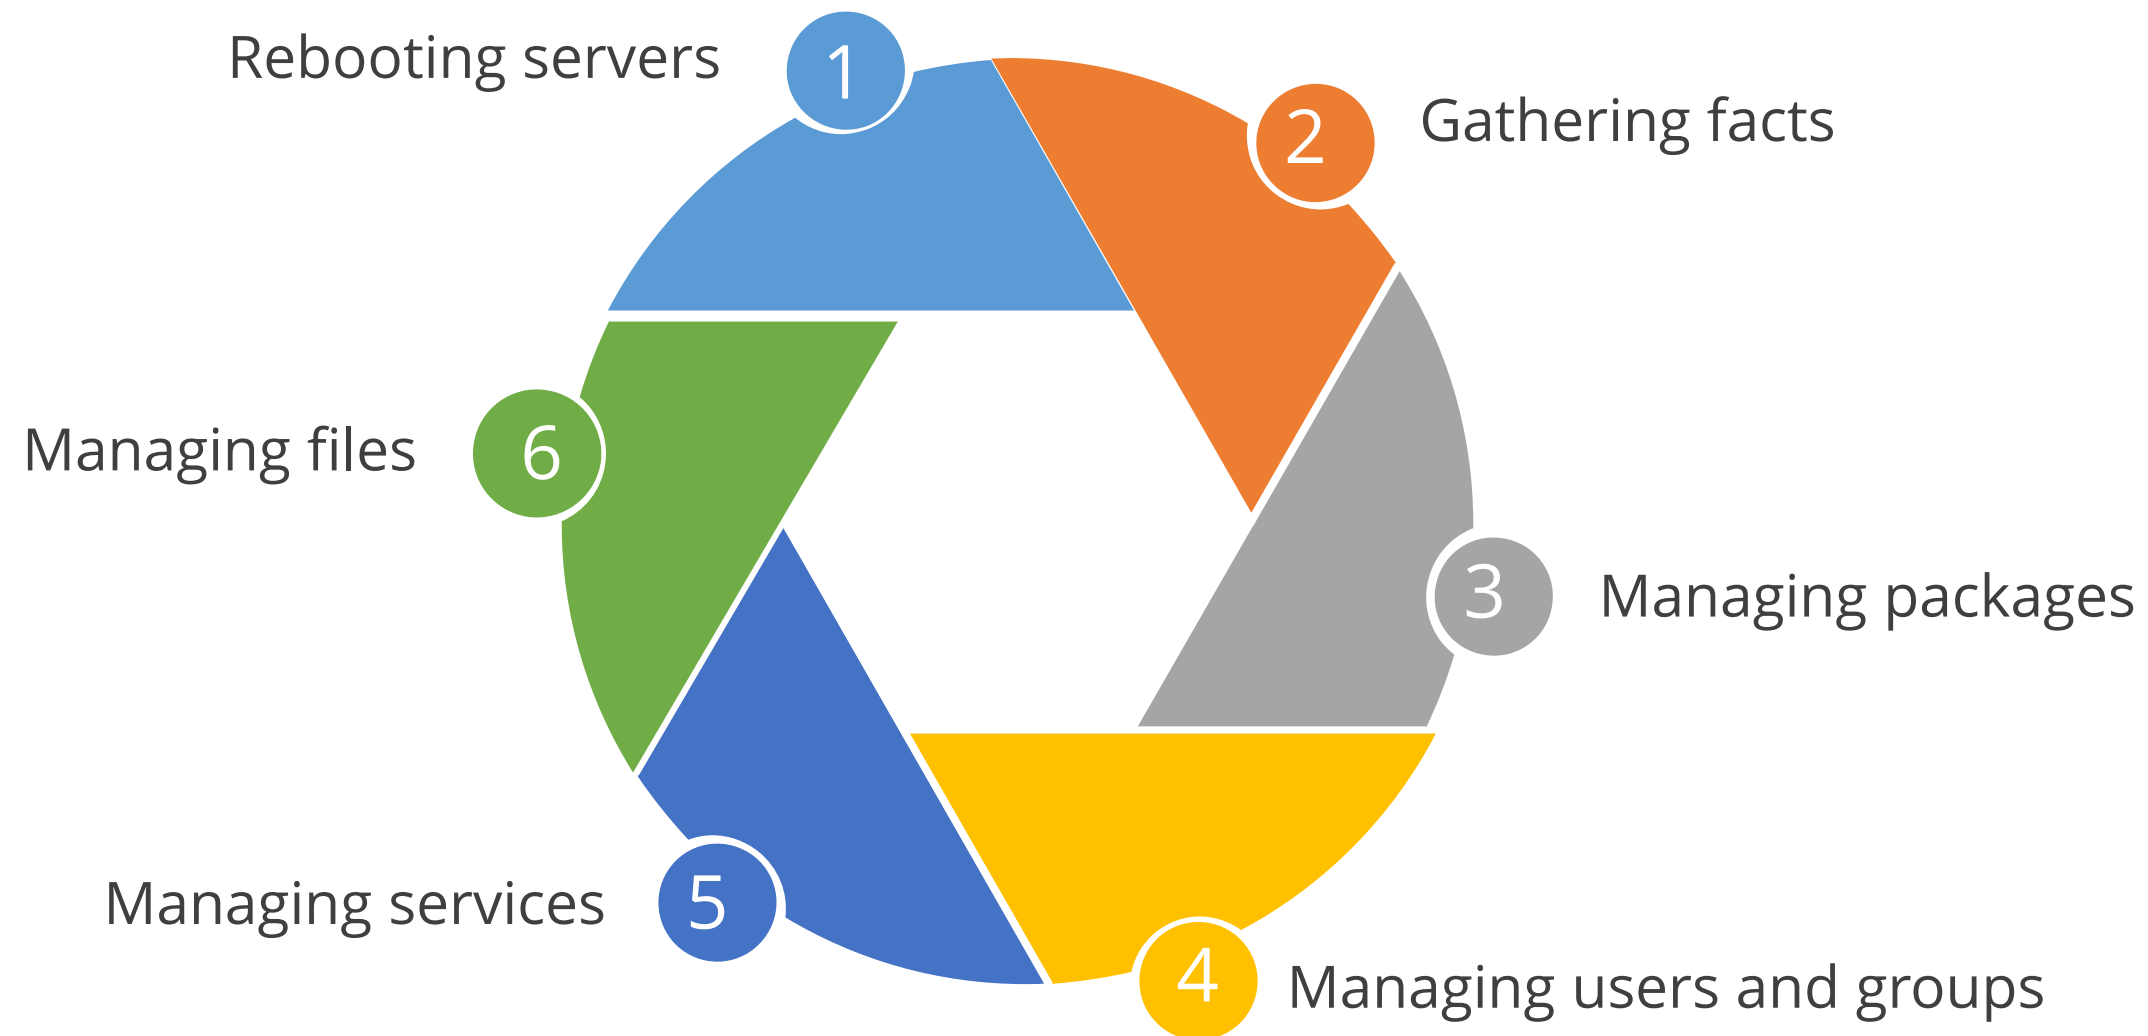 Rebooting servers
1
2
Gathering facts
3
Managing packages
4
Managing users and groups
5
Managing services
6
Managing files